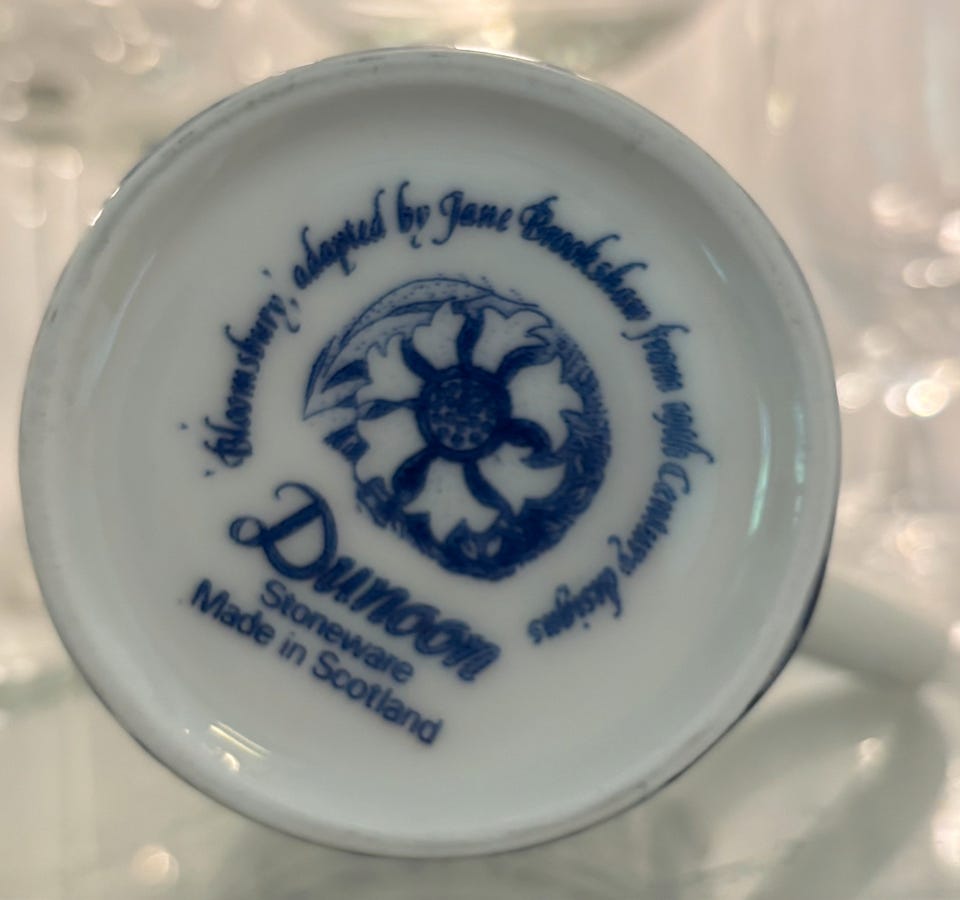 'bloomsbury', adapted by Jane Brookshaw from 19th Century designs
Dunoon
Stoneware
Made in Scotland